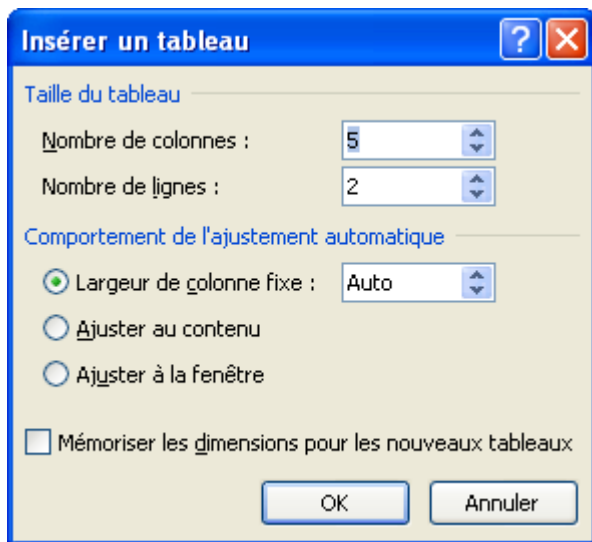 Insérer un tableau ?
Taille du tableau
Nombre de colonnes : 5
Nombre de lignes : 2
Comportement de l'ajustement automatique
Largeur de colonne fixe : Auto
Ajuster au contenu
Ajuster à la fenêtre
Mémoriser les dimensions pour les nouveaux tableaux
OK Annuler